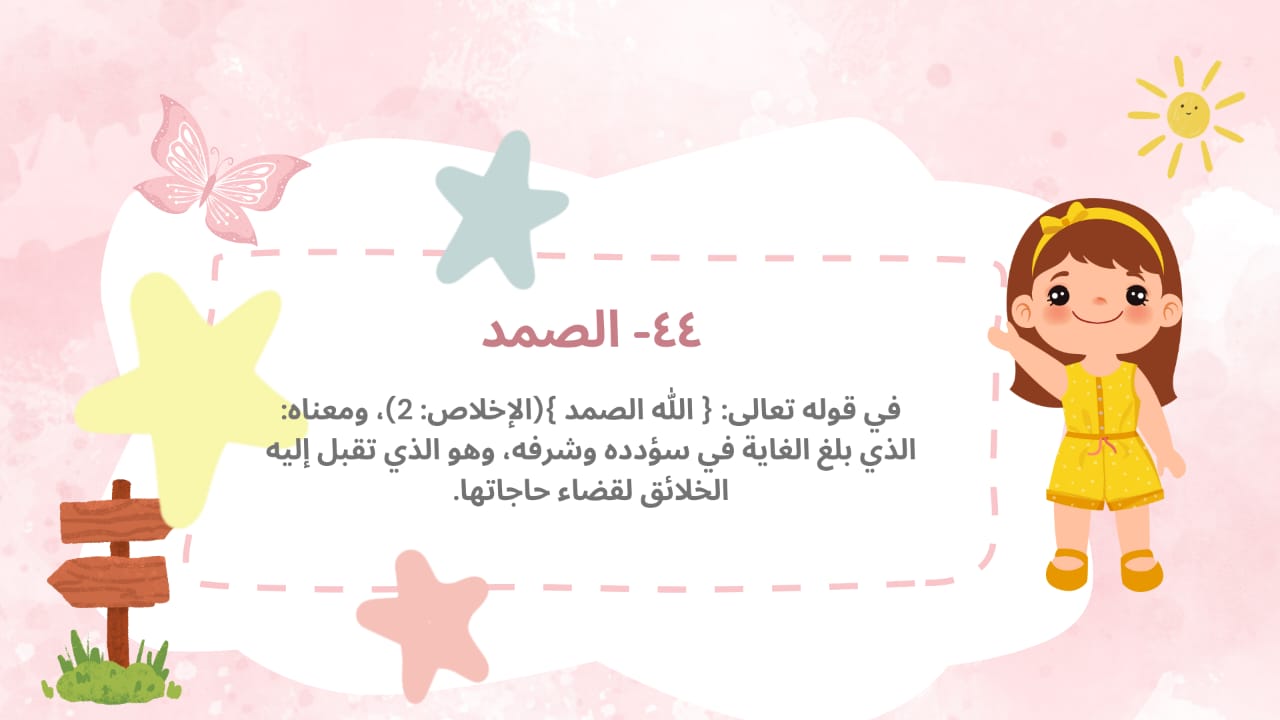 ٤٤- الصمد
في قوله تعالى: { الله الصمد }(الإخلاص: 2)، ومعناه:
الذي بلغ الغاية في سؤدده وشرفه، وهو الذي تقبل إليه
الخلائق لقضاء حاجاتها.